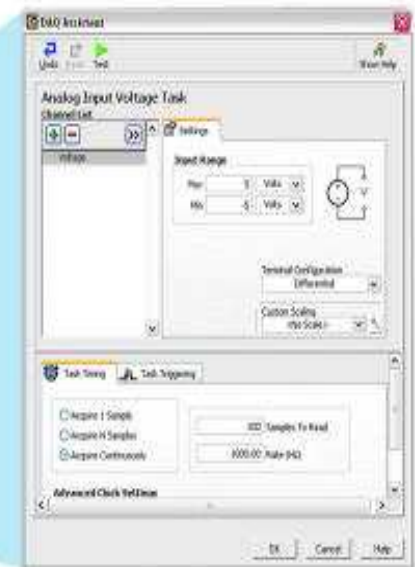 DAQ Assistant
Undo Test Show Help
Analog Input Voltage Task
Channel List
Settings
Voltage
Input Range
Max 5 Volts
Min -5 Volts
V
Terminal Configuration
Differential
Custom Scaling
<No Scale>
Task Timing Task Triggering
Acquire 1 Sample
Acquire N Samples
Acquire Continuously
100 Samples To Read
1000.00 Rate (Hz)
Advanced Clock Settings
OK Cancel Help